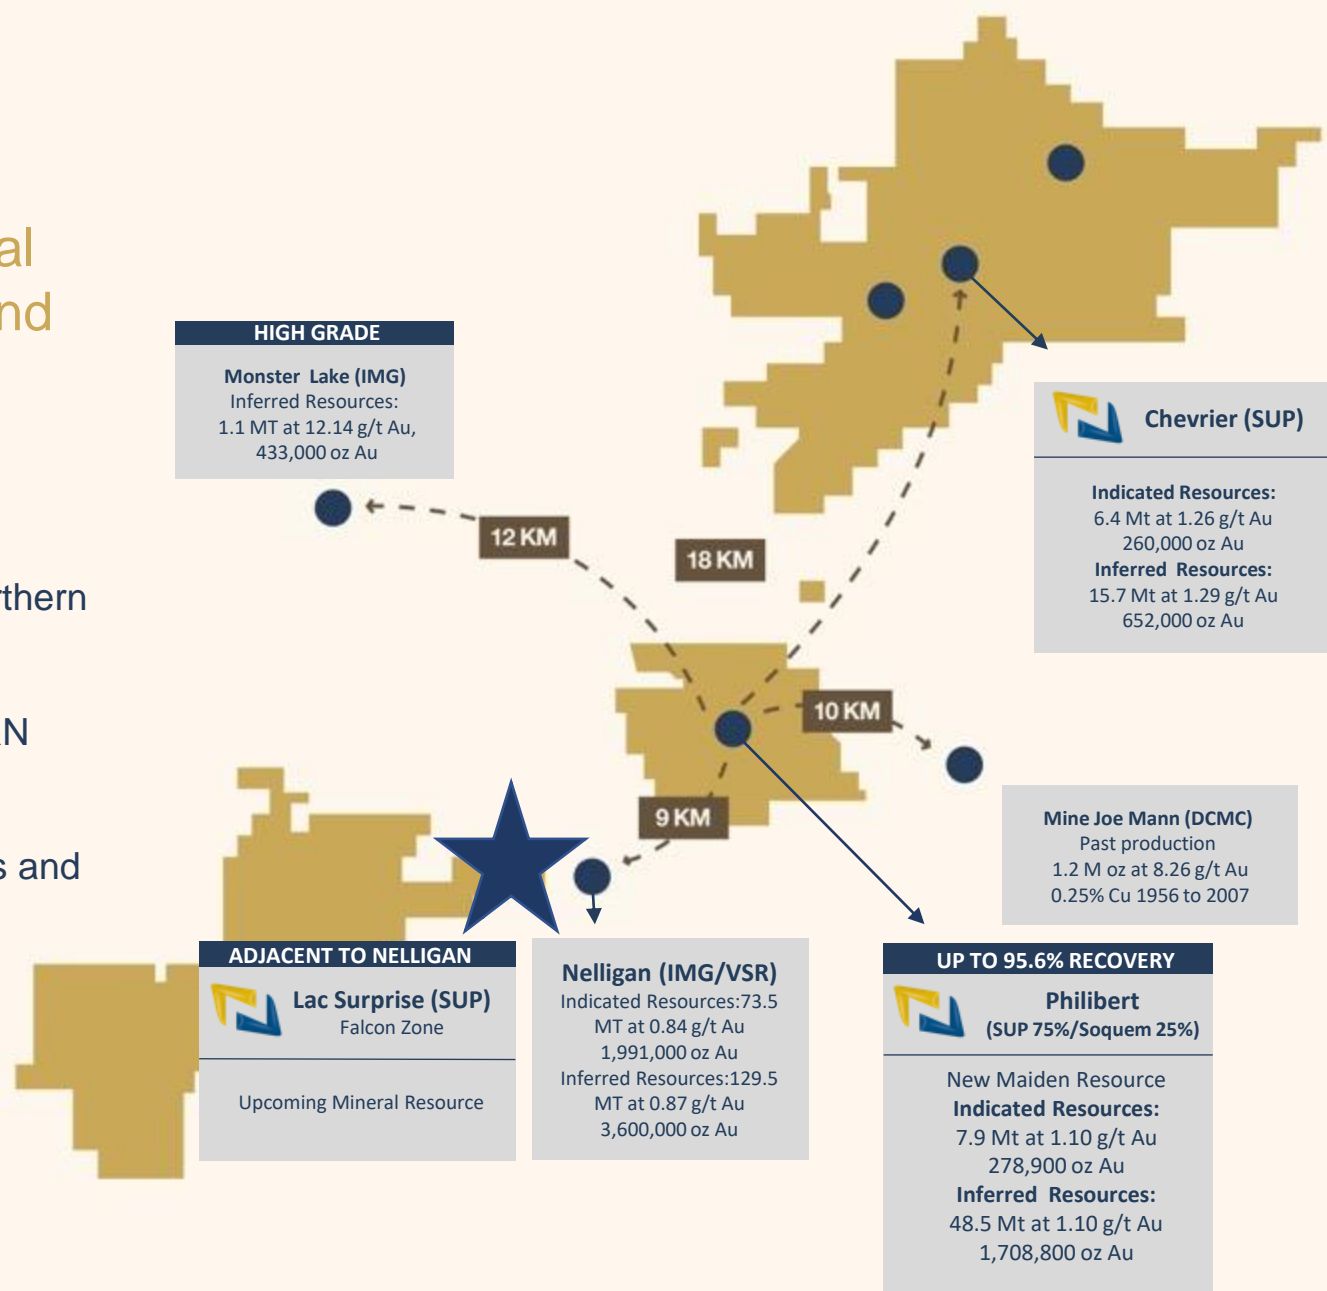 al
nd
rthern
AN
s and
HIGH GRADE
Monster Lake (IMG)
Inferred Resources:
1.1 MT at 12.14 g/t Au,
433,000 oz Au
12 KM
18 KM
10 KM
9 KM
Chevrier (SUP)
Indicated Resources:
6.4 Mt at 1.26 g/t Au
260,000 oz Au
Inferred Resources:
15.7 Mt at 1.29 g/t Au
652,000 oz Au
Mine Joe Mann (DCMC)
Past production
1.2 M oz at 8.26 g/t Au
0.25% Cu 1956 to 2007
ADJACENT TO NELLIGAN
Lac Surprise (SUP)
Falcon Zone
Upcoming Mineral Resource
Nelligan (IMG/VSR)
Indicated Resources:73.5
MT at 0.84 g/t Au
1,991,000 oz Au
Inferred Resources:129.5
MT at 0.87 g/t Au
3,600,000 oz Au
UP TO 95.6% RECOVERY
Philibert
(SUP 75%/Soquem 25%)
New Maiden Resource
Indicated Resources:
7.9 Mt at 1.10 g/t Au
278,900 oz Au
Inferred Resources:
48.5 Mt at 1.10 g/t Au
1,708,800 oz Au